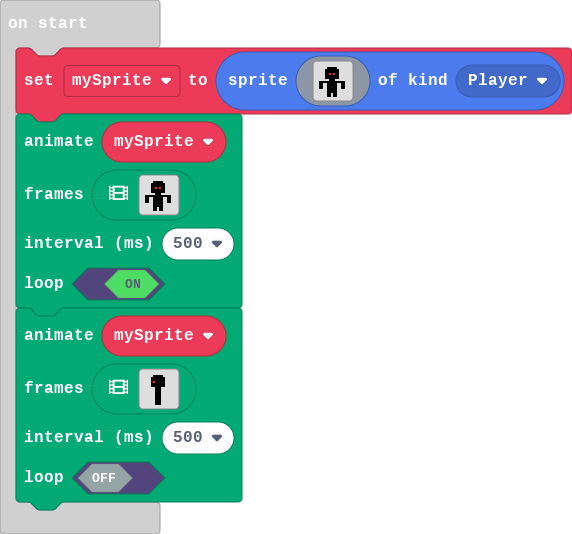 on start
set mySprite to sprite of kind Player
animate mySprite
frames
interval (ms) 500
loop ON
animate mySprite
frames
interval (ms) 500
loop OFF